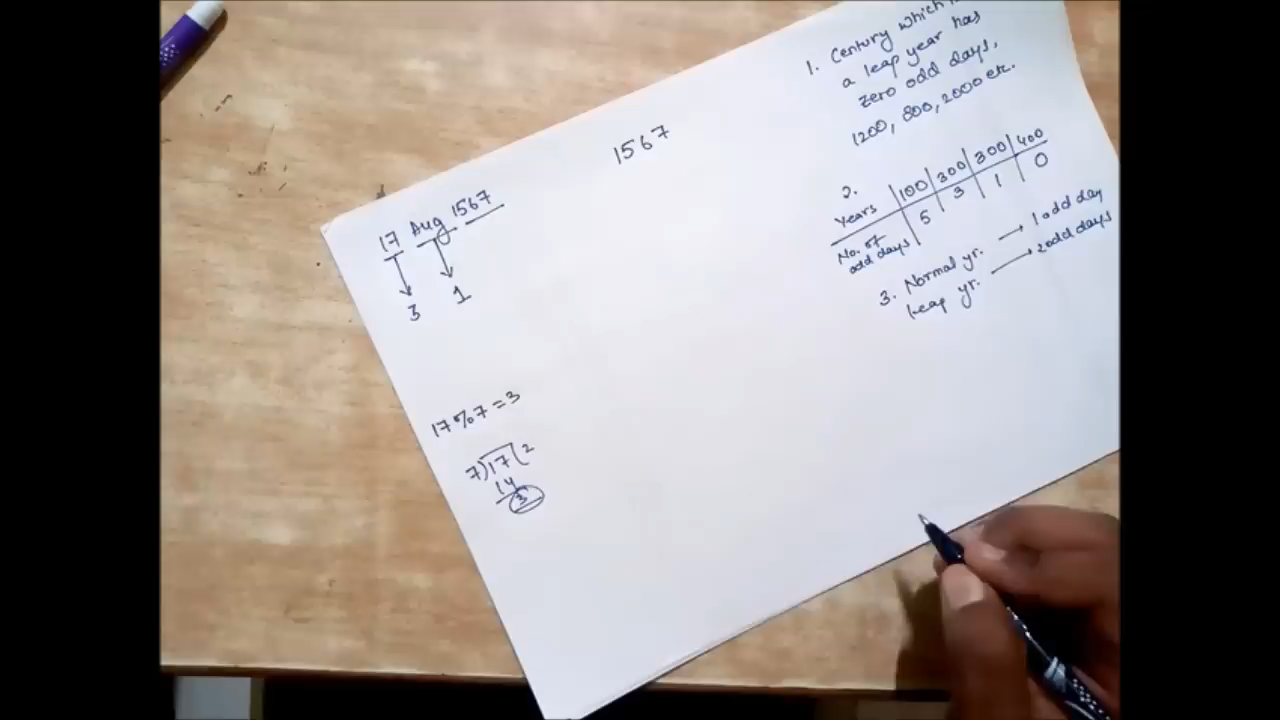 1567
17 Aug 1567
3 1
17%7=3
7)17(2
14
3
1. Century which
a leap year has
zero odd days,
1200, 800, 2000 etc.
2.
Years 100 300 300 400
No. of
odd days 5 3 1 0
3. Normal yr. → 1 odd day
Leap yr. → 2 odd days